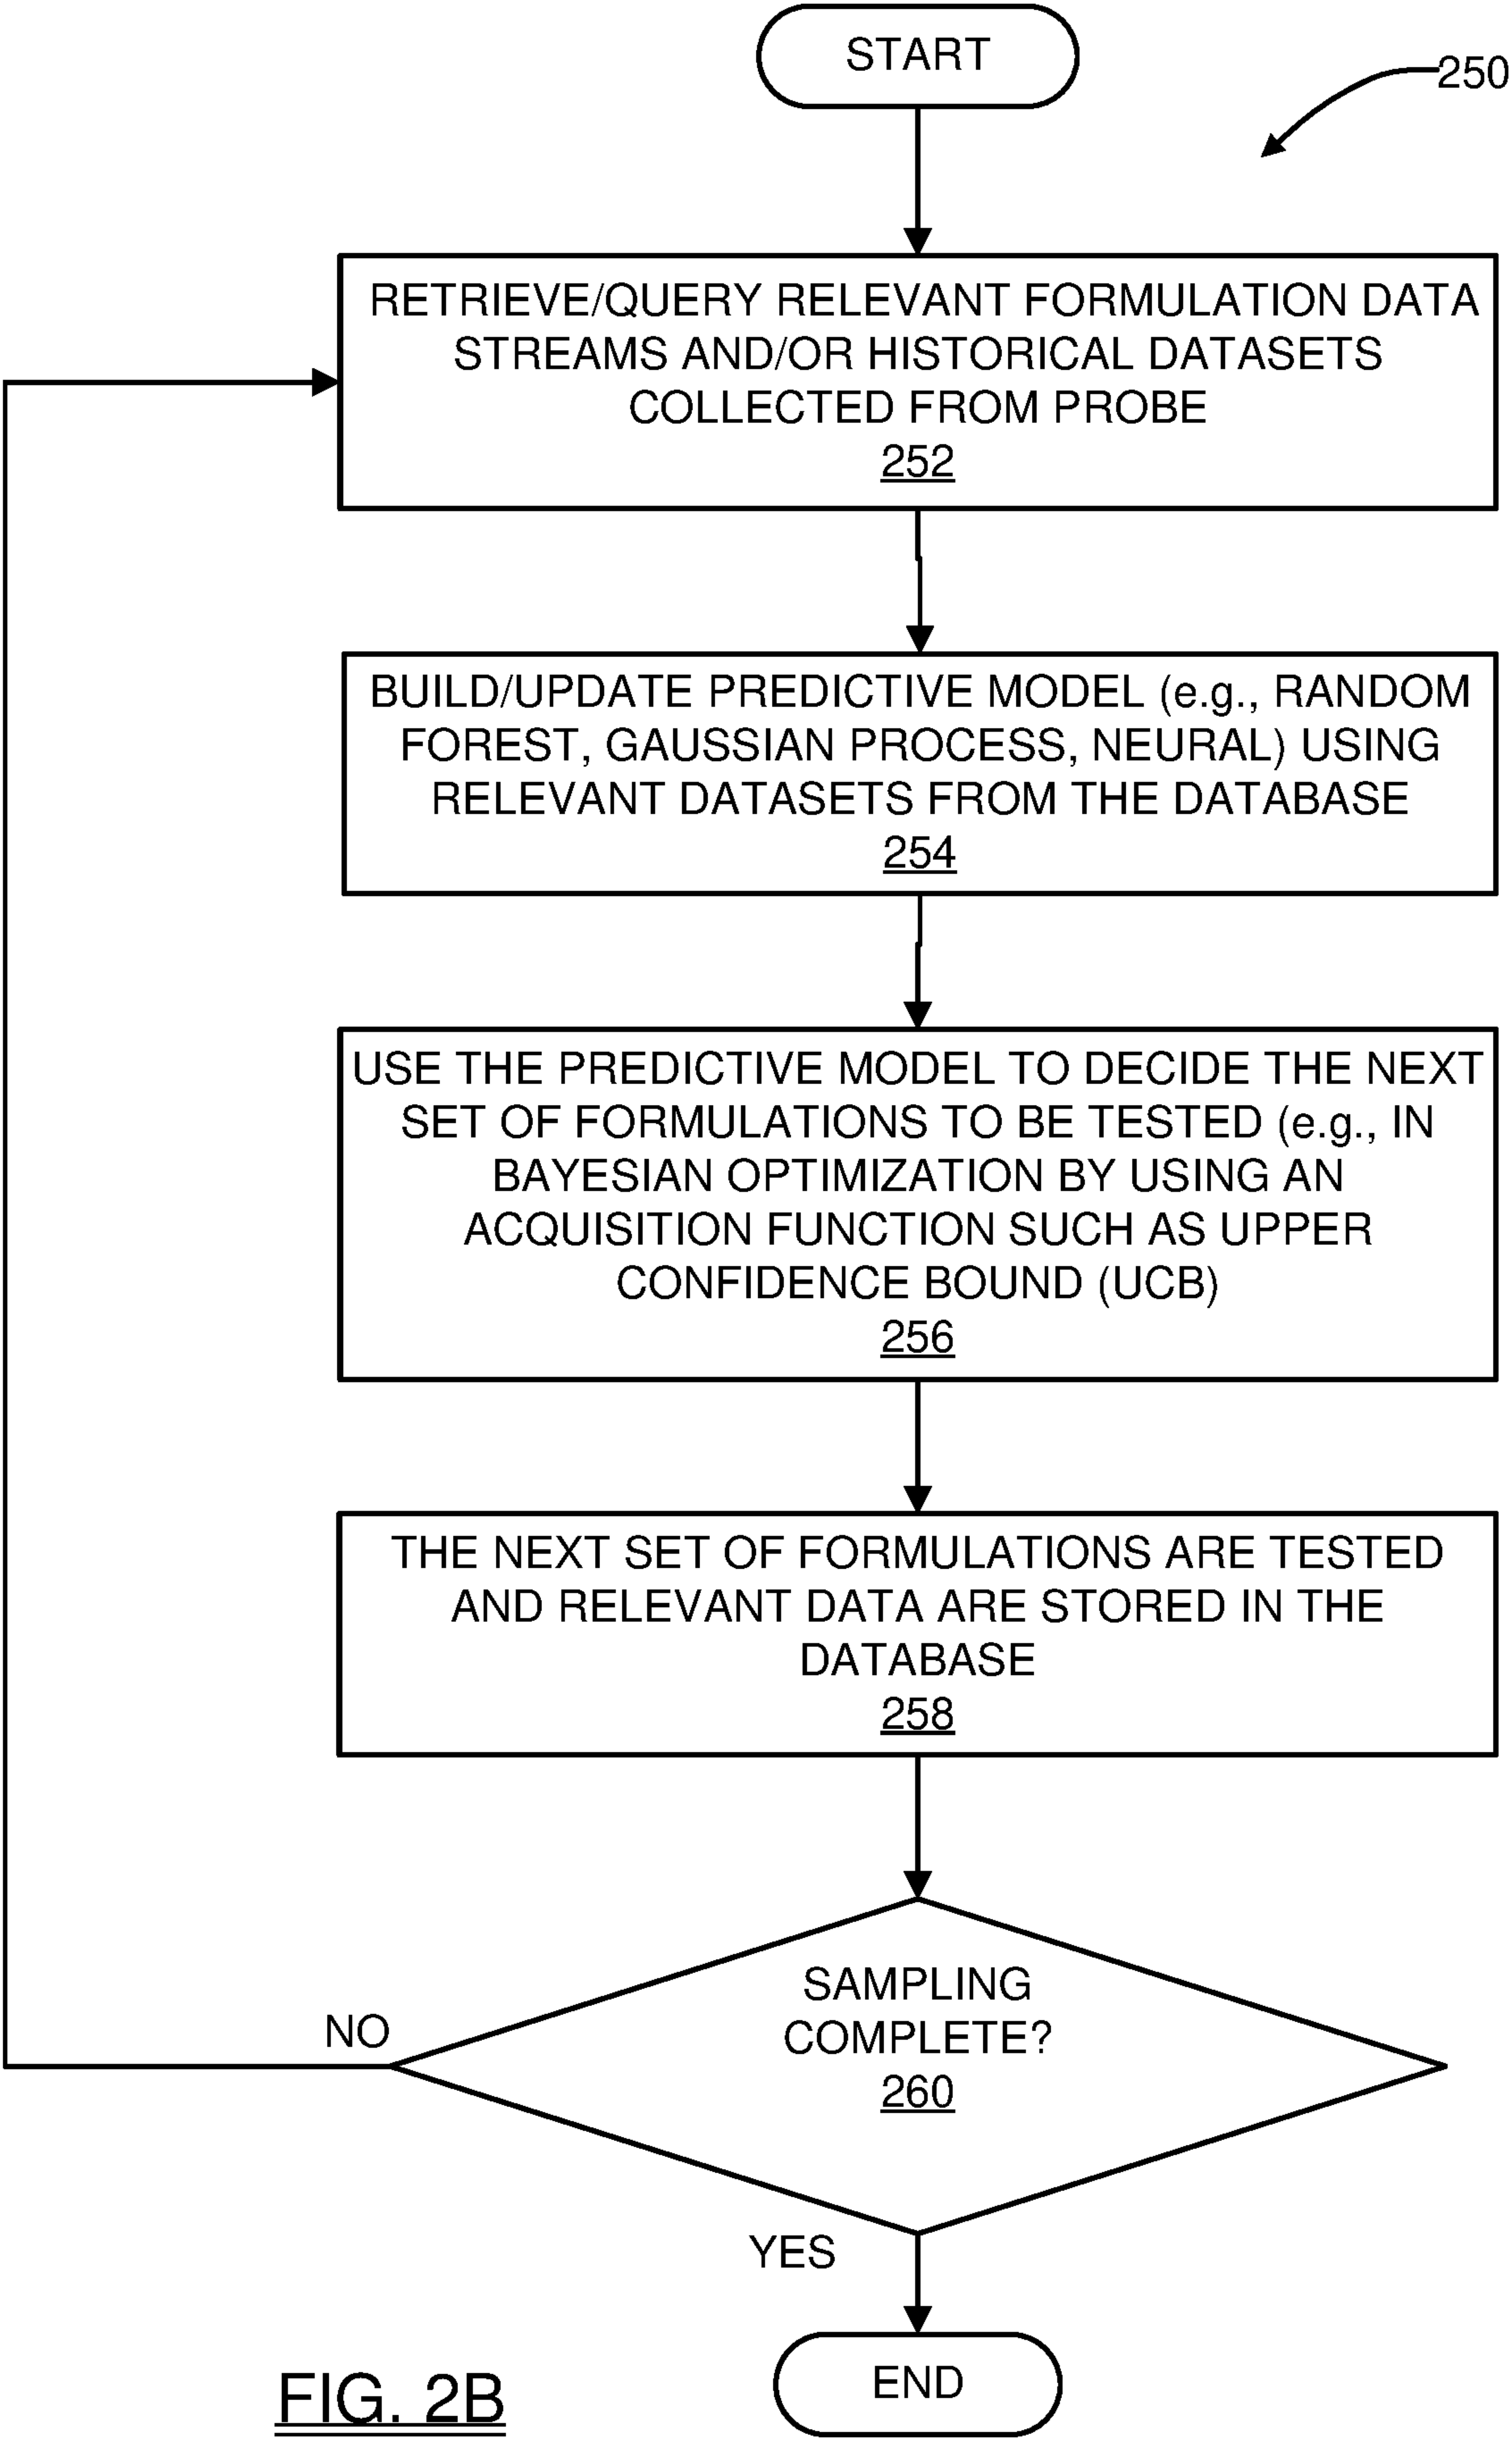 START
250
RETRIEVE/QUERY RELEVANT FORMULATION DATA
STREAMS AND/OR HISTORICAL DATASETS
COLLECTED FROM PROBE
252
BUILD/UPDATE PREDICTIVE MODEL (e.g., RANDOM
FOREST, GAUSSIAN PROCESS, NEURAL) USING
RELEVANT DATASETS FROM THE DATABASE
254
USE THE PREDICTIVE MODEL TO DECIDE THE NEXT
SET OF FORMULATIONS TO BE TESTED (e.g., IN
BAYESIAN OPTIMIZATION BY USING AN
ACQUISITION FUNCTION SUCH AS UPPER
CONFIDENCE BOUND (UCB)
256
THE NEXT SET OF FORMULATIONS ARE TESTED
AND RELEVANT DATA ARE STORED IN THE
DATABASE
258
SAMPLING
COMPLETE?
260
NO
YES
END
FIG. 2B